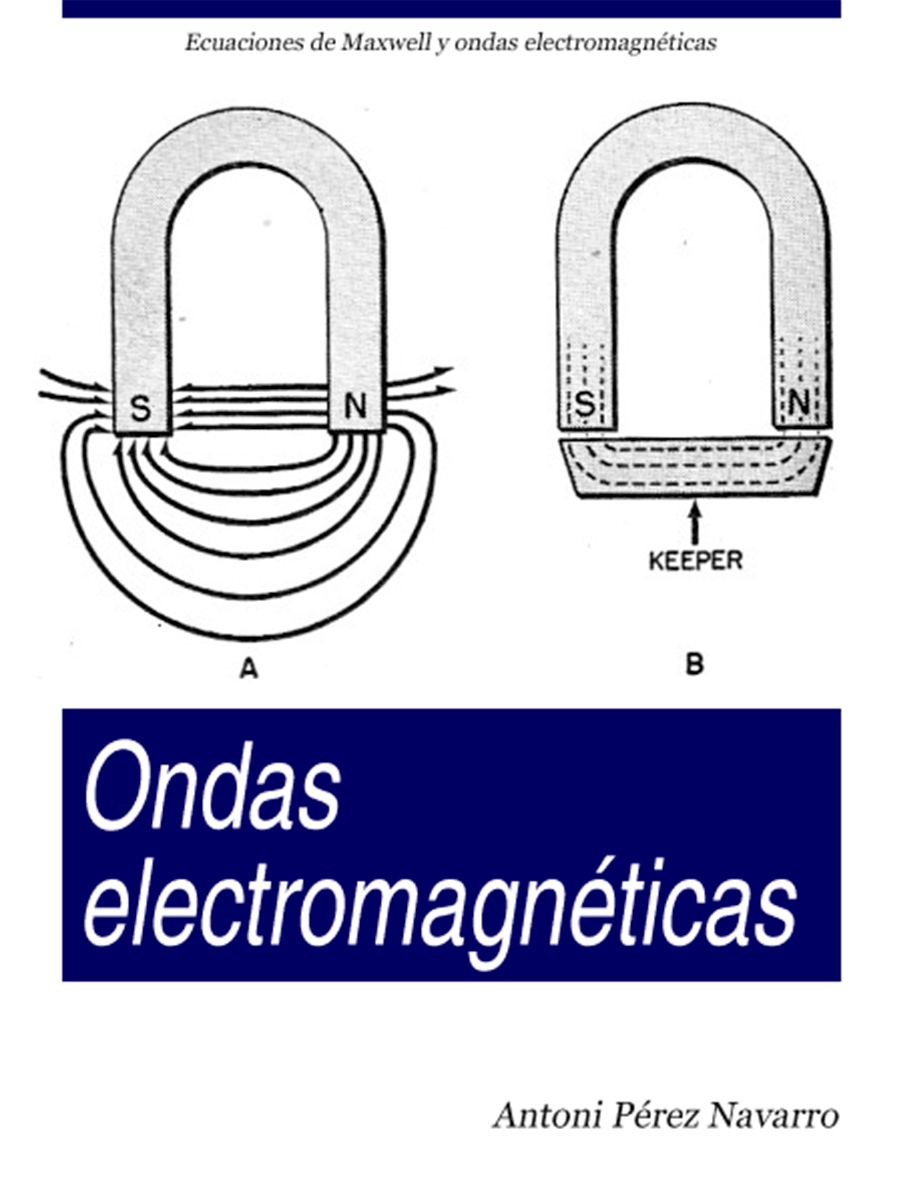 Ecuaciones de Maxwell y ondas electromagnéticas
S N
S N
KEEPER
A
B
Ondas
electromagnéticas
Antoni Pérez Navarro